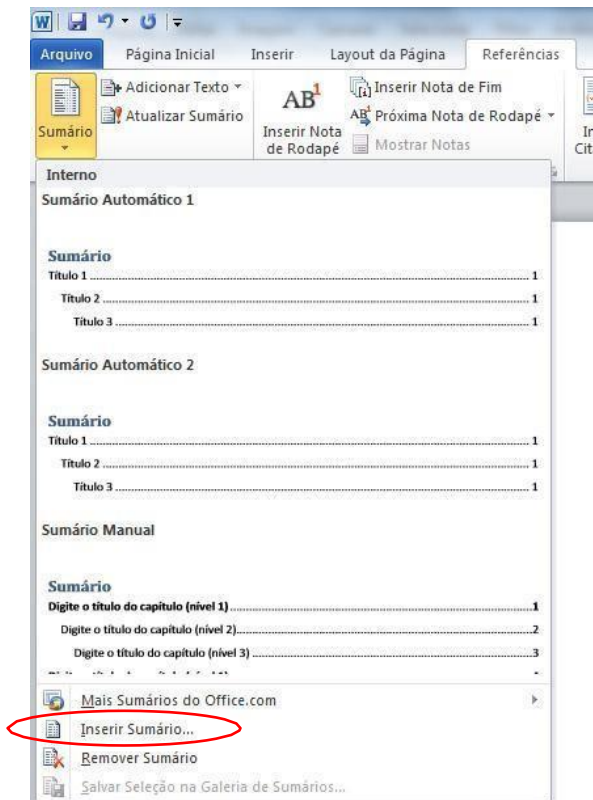 W
Arquivo Página Inicial Inserir Layout da Página Referências
Adicionar Texto
Atualizar Sumário
Sumário
AB1
Inserir Nota
de Rodapé
Inserir Nota de Fim
AB1 Próxima Nota de Rodapé
Mostrar Notas
In
Cit
Interno
Sumário Automático 1
Sumário
Título 1 ........ 1
Título 2 ........ 1
Título 3 ........ 1
Sumário Automático 2
Sumário
Título 1 ........ 1
Título 2 ........ 1
Título 3 ........ 1
Sumário Manual
Sumário
Digite o título do capítulo (nível 1) ........ 1
Digite o título do capítulo (nível 2) ........ 2
Digite o título do capítulo (nível 3) ........ 3
Mais Sumários do Office.com
Inserir Sumário...
Remover Sumário
Salvar Seleção na Galeria de Sumários...